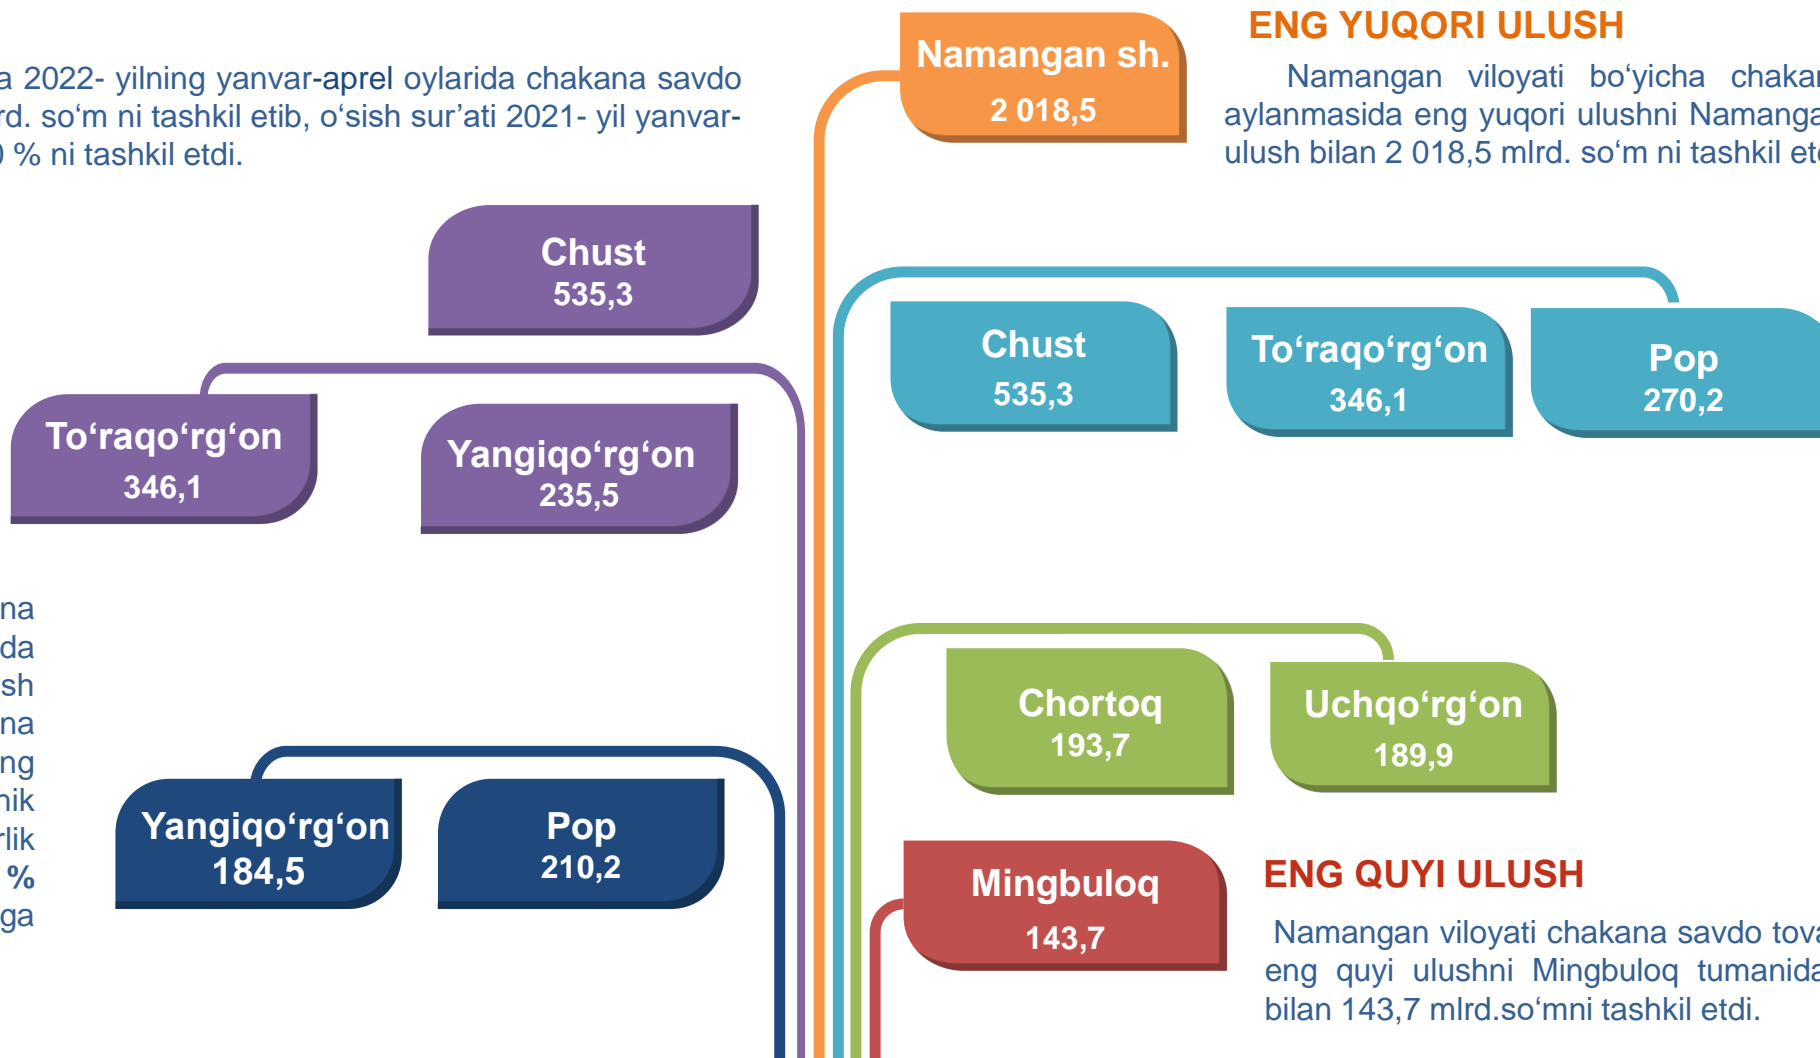 a 2022- yilning yanvar-aprel oylarida chakana savdo
rd. so‘m ni tashkil etib, o‘sish sur’ati 2021- yil yanvar-
% ni tashkil etdi.
Namangan sh.
2 018,5
ENG YUQORI ULUSH
Namangan viloyati bo‘yicha chakan
aylanmasida eng yuqori ulushni Namanga
ulush bilan 2 018,5 mlrd. so‘m ni tashkil etd
Chust
535,3
To‘raqo‘rg‘on
346,1
Yangiqo‘rg‘on
235,5
Chust
535,3
To‘raqo‘rg‘on
346,1
Pop
270,2
na
da
sh
na
ng
nik
rlik
%
ga
Yangiqo‘rg‘on
184,5
Pop
210,2
Chortoq
193,7
Uchqo‘rg‘on
189,9
Mingbuloq
143,7
ENG QUYI ULUSH
Namangan viloyati chakana savdo tova
eng quyi ulushni Mingbuloq tumanida
bilan 143,7 mlrd.so‘mni tashkil etdi.